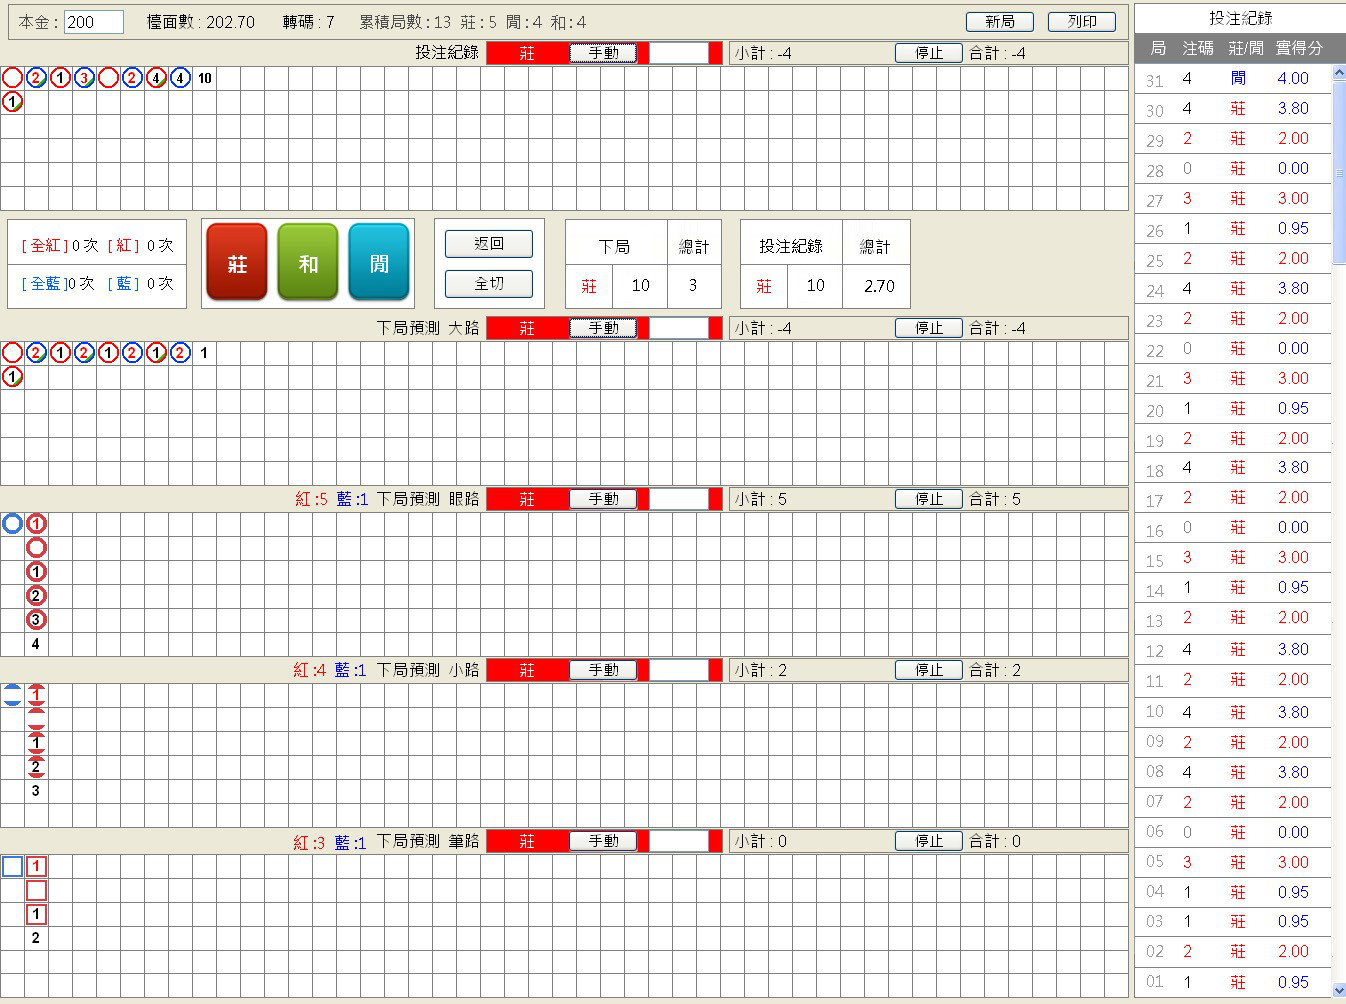 本金 : 200 檯面數 : 202.70 轉碼 : 7 累積局數 : 13 莊 : 5 閒 : 4 和 : 4 新局 列印
投注紀錄 莊 手動 小計 : -4 停止 合計 : -4
2 1 3 2 4 4 10
1
[ 全紅 ] 0 次 [ 紅 ] 0 次
[ 全藍 ]0 次 [ 藍 ] 0 次
莊 和 閒
返回
全切
下局 總計
莊 10 3
投注紀錄 總計
莊 10 2.70
下局預測 大路 莊 手動 小計 : -4 停止 合計 : -4
2 1 2 1 2 1 2 1
1
紅 :5 藍 :1 下局預測 眼路 莊 手動 小計 : 5 停止 合計 : 5
1
1
2
3
4
紅 :4 藍 :1 下局預測 小路 莊 手動 小計 : 2 停止 合計 : 2
1
1
2
3
紅 :3 藍 :1 下局預測 筆路 莊 手動 小計 : 0 停止 合計 : 0
1
1
2
投注紀錄
局 注碼 莊/閒 實得分
31 4 閒 4.00
30 4 莊 3.80
29 2 莊 2.00
28 0 莊 0.00
27 3 莊 3.00
26 1 莊 0.95
25 2 莊 2.00
24 4 莊 3.80
23 2 莊 2.00
22 0 莊 0.00
21 3 莊 3.00
20 1 莊 0.95
19 2 莊 2.00
18 4 莊 3.80
17 2 莊 2.00
16 0 莊 0.00
15 3 莊 3.00
14 1 莊 0.95
13 2 莊 2.00
12 4 莊 3.80
11 2 莊 2.00
10 4 莊 3.80
09 2 莊 2.00
08 4 莊 3.80
07 2 莊 2.00
06 0 莊 0.00
05 3 莊 3.00
04 1 莊 0.95
03 1 莊 0.95
02 2 莊 2.00
01 1 莊 0.95